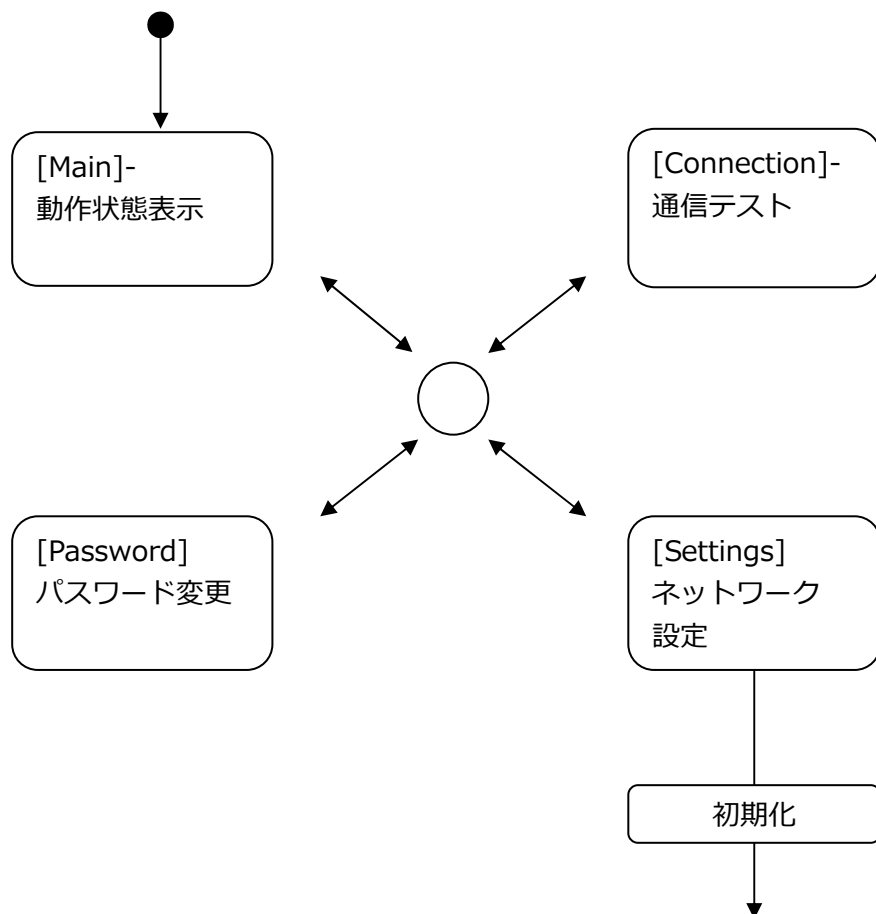 [Main]-
動作状態表示
[Connection]-
通信テスト
[Password]
パスワード変更
[Settings]
ネットワーク
設定
初期化